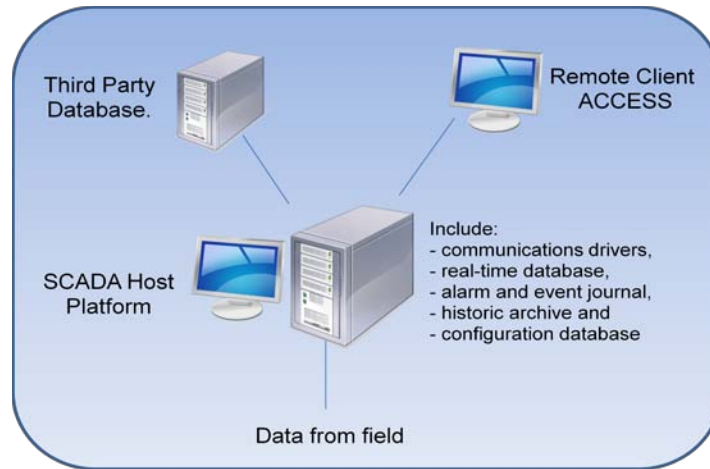 Third Party
Database.
Remote Client
ACCESS
SCADA Host
Platform
Include:
- communications drivers,
- real-time database,
- alarm and event journal,
- historic archive and
- configuration database
Data from field